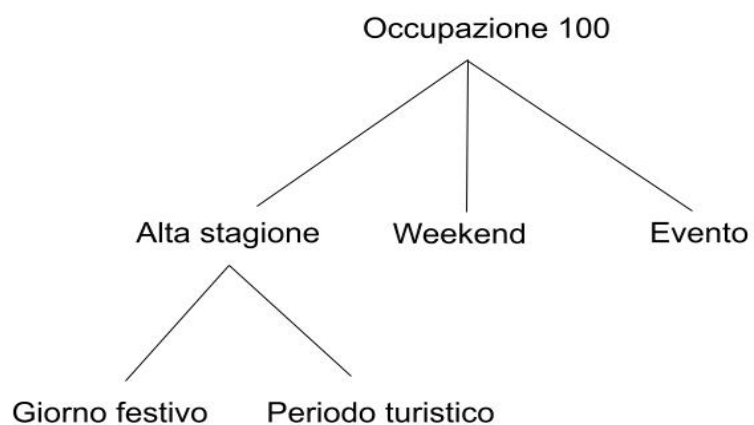 Occupazione 100
Alta stagione
Weekend
Evento
Giorno festivo
Periodo turistico